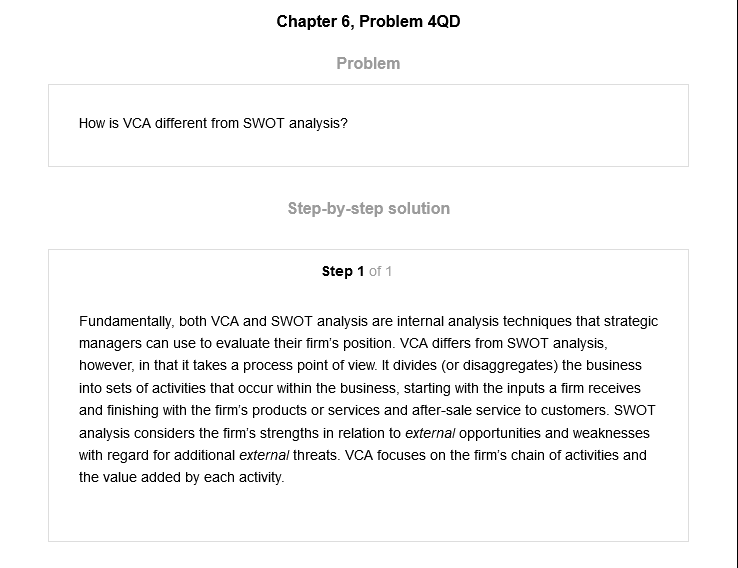 Chapter 6, Problem 4QD
Problem
How is VCA different from SWOT analysis?
Step-by-step solution
Step 1 of 1
Fundamentally, both VCA and SWOT analysis are internal analysis techniques that strategic
managers can use to evaluate their firm's position. VCA differs from SWOT analysis,
however, in that it takes a process point of view. It divides (or disaggregates) the business
into sets of activities that occur within the business, starting with the inputs a firm receives
and finishing with the firm's products or services and after-sale service to customers. SWOT
analysis considers the firm's strengths in relation to external opportunities and weaknesses
with regard for additional external threats. VCA focuses on the firm's chain of activities and
the value added by each activity.